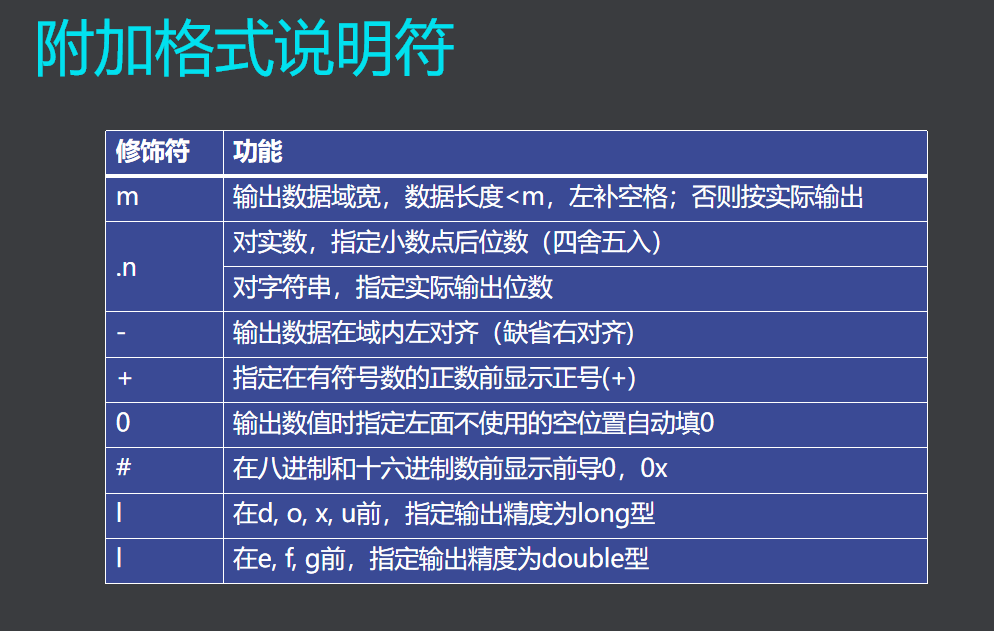 附加格式说明符
修饰符 功能
m 输出数据域宽，数据长度<m，左补空格；否则按实际输出
.n 对实数，指定小数点后位数（四舍五入）
对字符串，指定实际输出位数
- 输出数据在域内左对齐（缺省右对齐)
+ 指定在有符号数的正数前显示正号(+)
0 输出数值时指定左面不使用的空位置自动填0
# 在八进制和十六进制数前显示前导0，0x
l 在d, o, x, u前，指定输出精度为long型
l 在e, f, g前，指定输出精度为double型